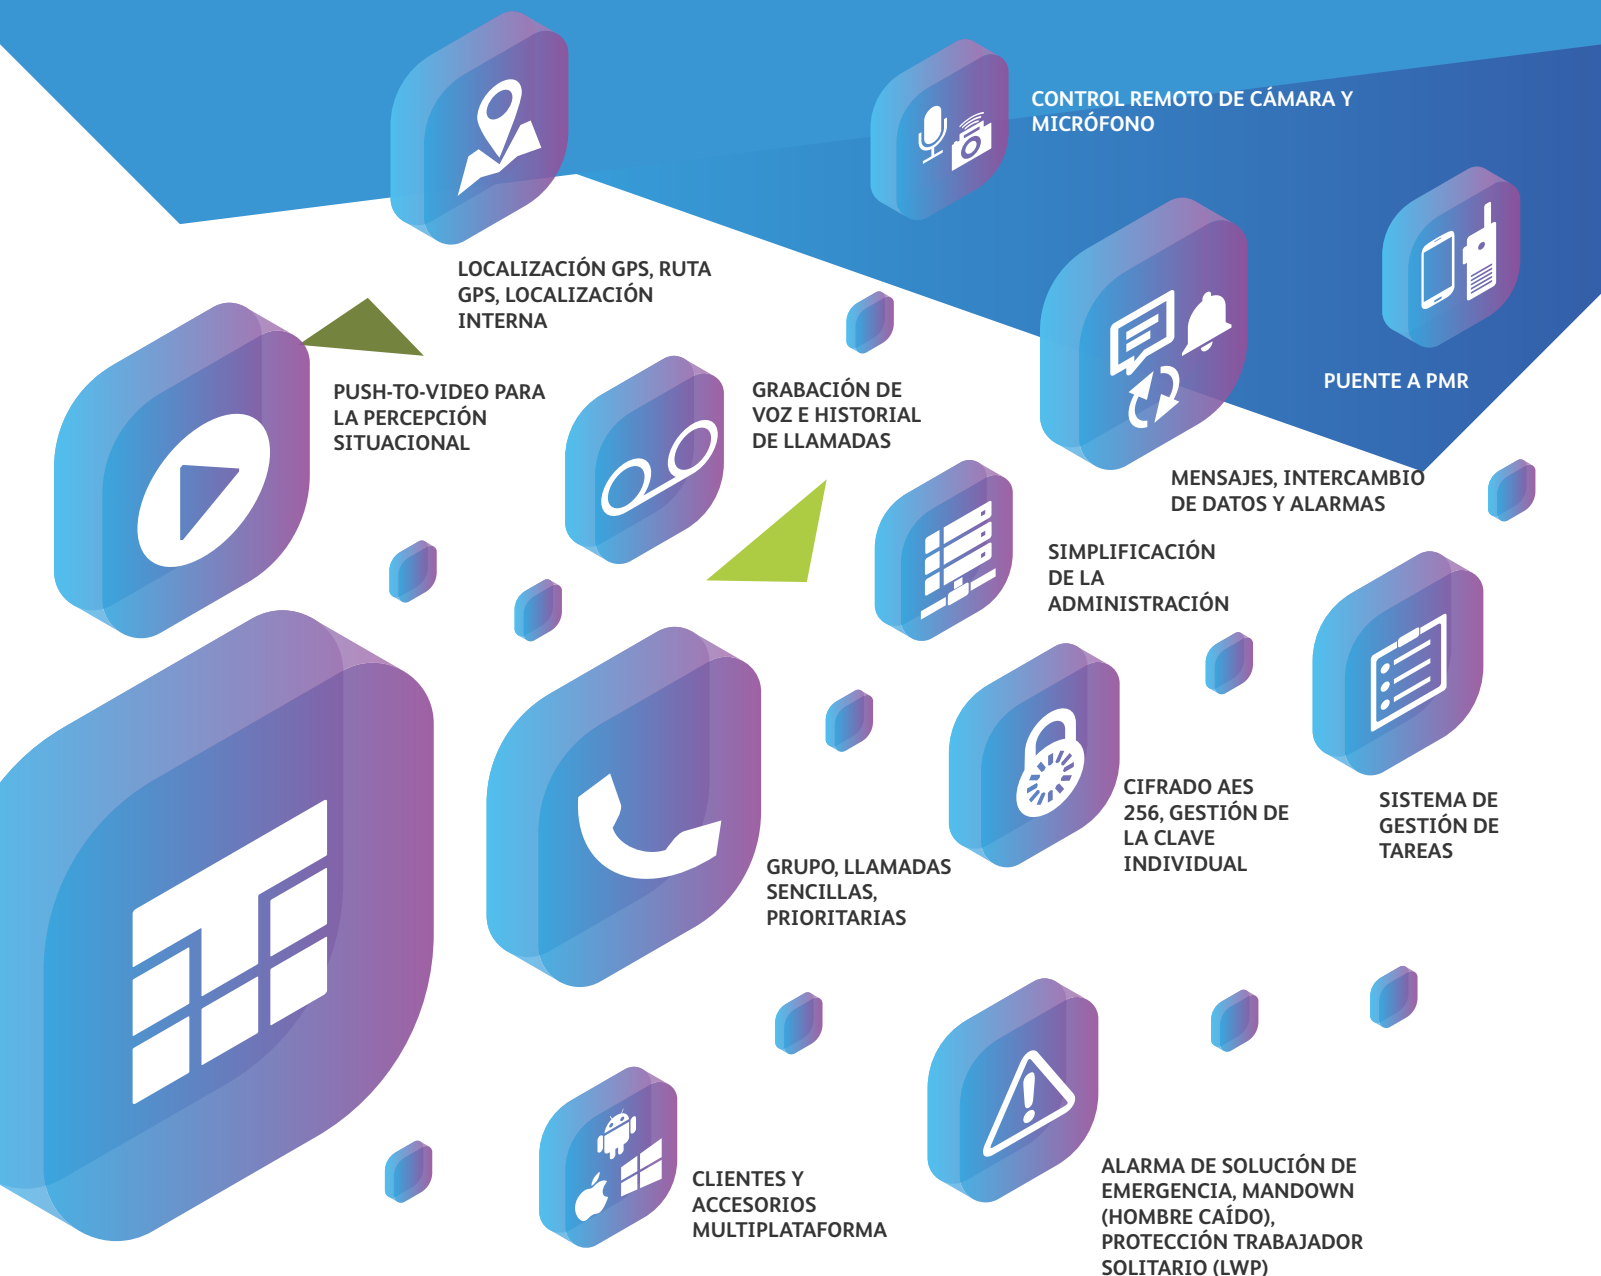 CONTROL REMOTO DE CÁMARA Y
MICRÓFONO
LOCALIZACIÓN GPS, RUTA
GPS, LOCALIZACIÓN
INTERNA
PUENTE A PMR
PUSH-TO-VIDEO PARA
LA PERCEPCIÓN
SITUACIONAL
GRABACIÓN DE
VOZ E HISTORIAL
DE LLAMADAS
MENSAJES, INTERCAMBIO
DE DATOS Y ALARMAS
SIMPLIFICACIÓN
DE LA
ADMINISTRACIÓN
CIFRADO AES
256, GESTIÓN DE
LA CLAVE
INDIVIDUAL
SISTEMA DE
GESTIÓN DE
TAREAS
GRUPO, LLAMADAS
SENCILLAS,
PRIORITARIAS
CLIENTES Y
ACCESORIOS
MULTIPLATAFORMA
ALARMA DE SOLUCIÓN DE
EMERGENCIA, MANDOWN
(HOMBRE CAÍDO),
PROTECCIÓN TRABAJADOR
SOLITARIO (LWP)